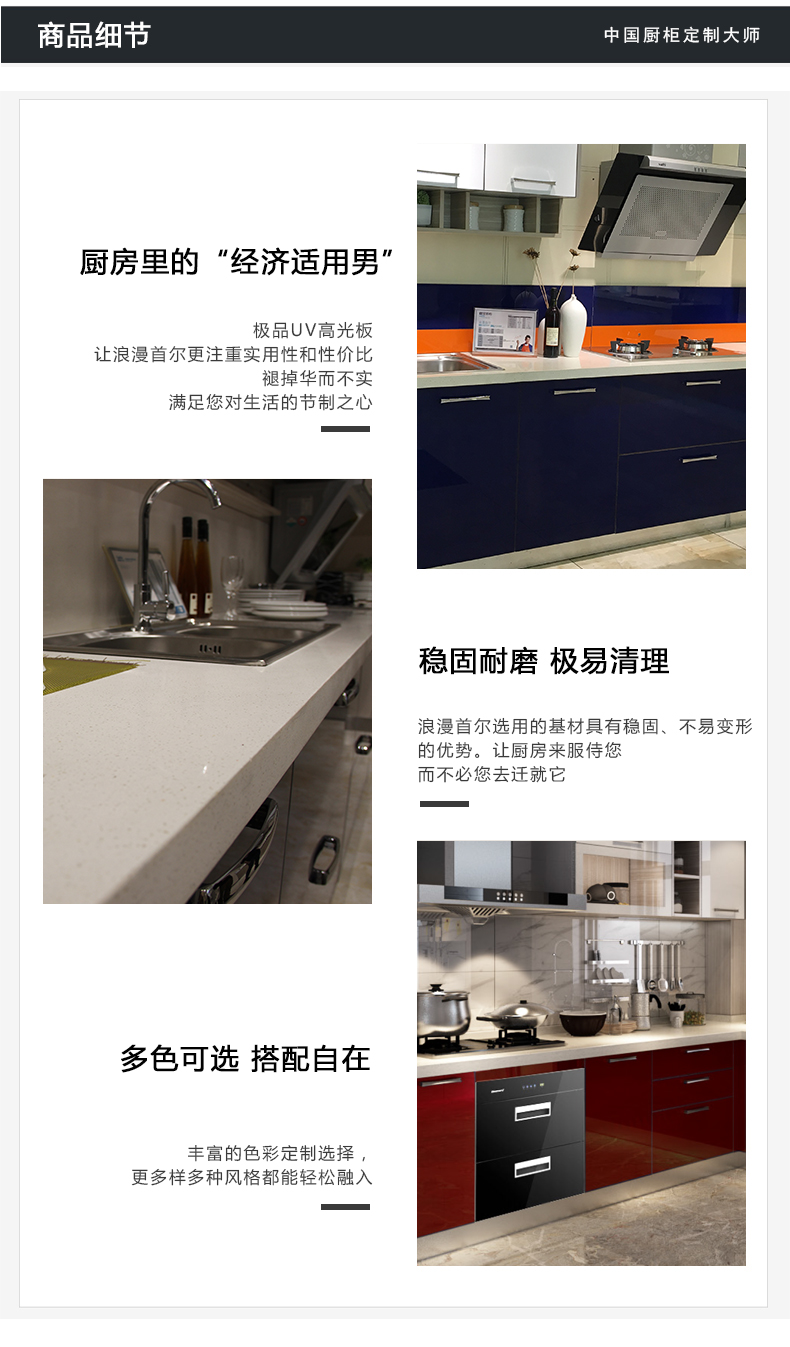 商品细节
中国厨柜定制大师
厨房里的“经济适用男”
极品UV高光板
让浪漫首尔更注重实用性和性价比
褪掉华而不实
满足您对生活的节制之心
稳固耐磨 极易清理
浪漫首尔选用的基材具有稳固、不易变形
的优势。让厨房来服侍您
而不必您去迁就它
多色可选 搭配自在
丰富的色彩定制选择，
更多样多种风格都能轻松融入